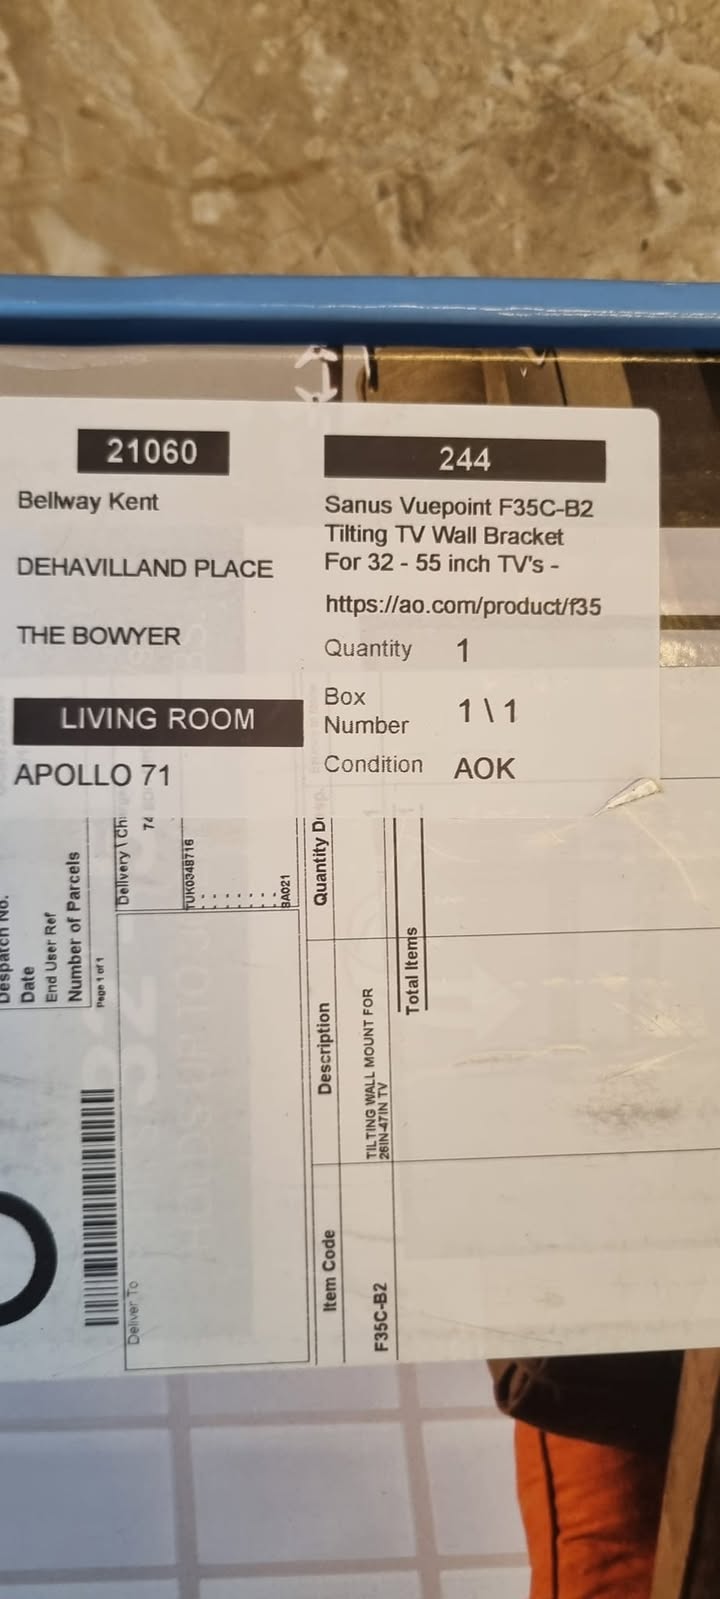 21060
Bellway Kent
DEHAVILLAND PLACE
THE BOWYER
LIVING ROOM
APOLLO 71
244
Sanus Vuepoint F35C-B2
Tilting TV Wall Bracket
For 32 - 55 inch TV's -
https://ao.com/product/f35
Quantity 1
Box
Number 1 \ 1
Condition AOK
Despatch No.
Date
End User Ref
Number of Parcels
Page 1 of 1
Delivery \
74
TUK0348716
BA021
Deliver To
Item Code
Description
Quantity
F35C-B2
TILTING WALL MOUNT FOR
26IN-47IN TV
Total Items